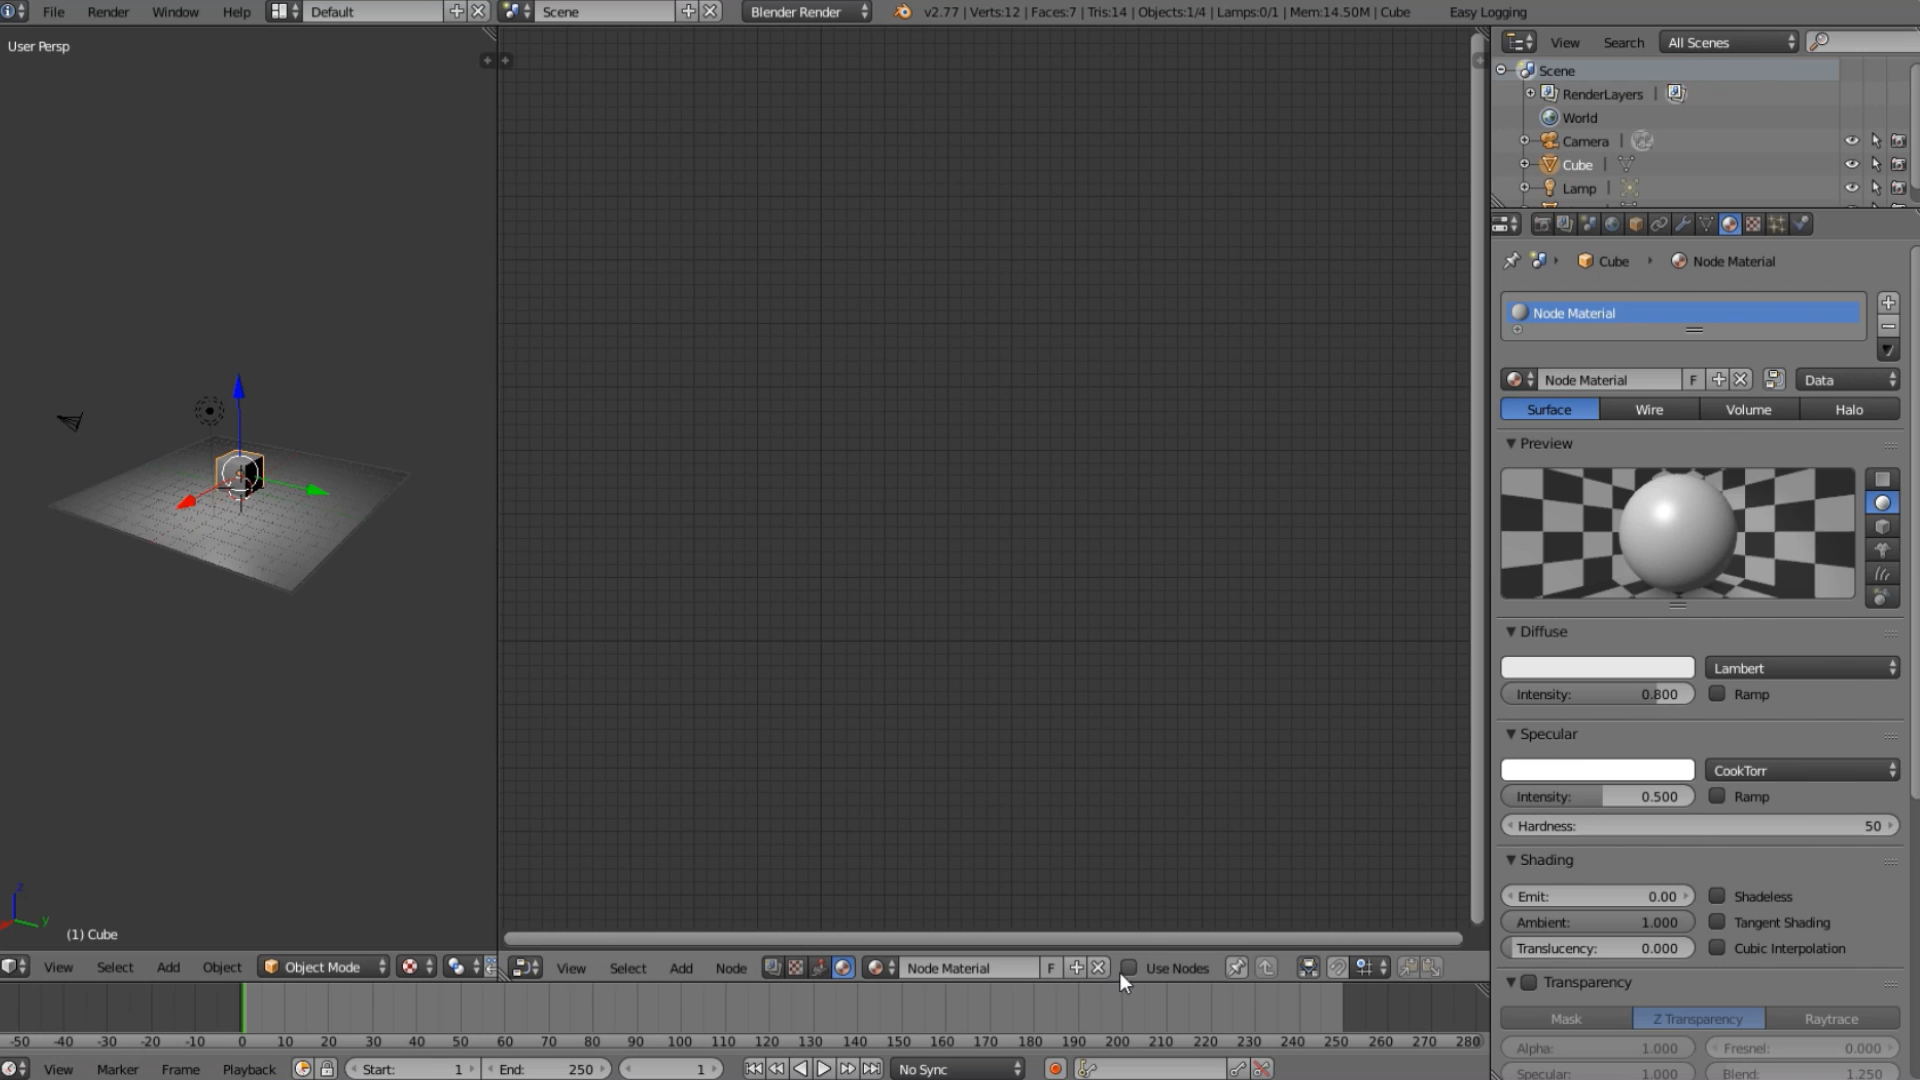 File Render Window Help Default Scene Blender Render v2.77 | Verts:12 | Faces:7 | Tris:14 | Objects:1/4 | Lamps:0/1 | Mem:14.50M | Cube Easy Logging
User Persp
(1) Cube
View Select Add Object Object Mode
View Select Add Node Node Material F Use Nodes
-50 -40 -30 -20 -10 0 10 20 30 40 50 60 70 80 90 100 110 120 130 140 150 160 170 180 190 200 210 220 230 240 250 260 270 280
View Marker Frame Playback Start: 1 End: 250 1 No Sync
View Search All Scenes
Scene
RenderLayers |
World
Camera |
Cube |
Lamp |
Cube Node Material
Node Material
Node Material F Data
Surface Wire Volume Halo
Preview
Diffuse
Lambert
Intensity: 0.800 Ramp
Specular
CookTorr
Intensity: 0.500 Ramp
Hardness: 50
Shading
Emit: 0.00 Shadeless
Ambient: 1.000 Tangent Shading
Translucency: 0.000 Cubic Interpolation
Transparency
Mask Z Transparency Raytrace
Alpha: 1.000 Fresnel: 0.000
Specular: 1.000 Blend: 1.250